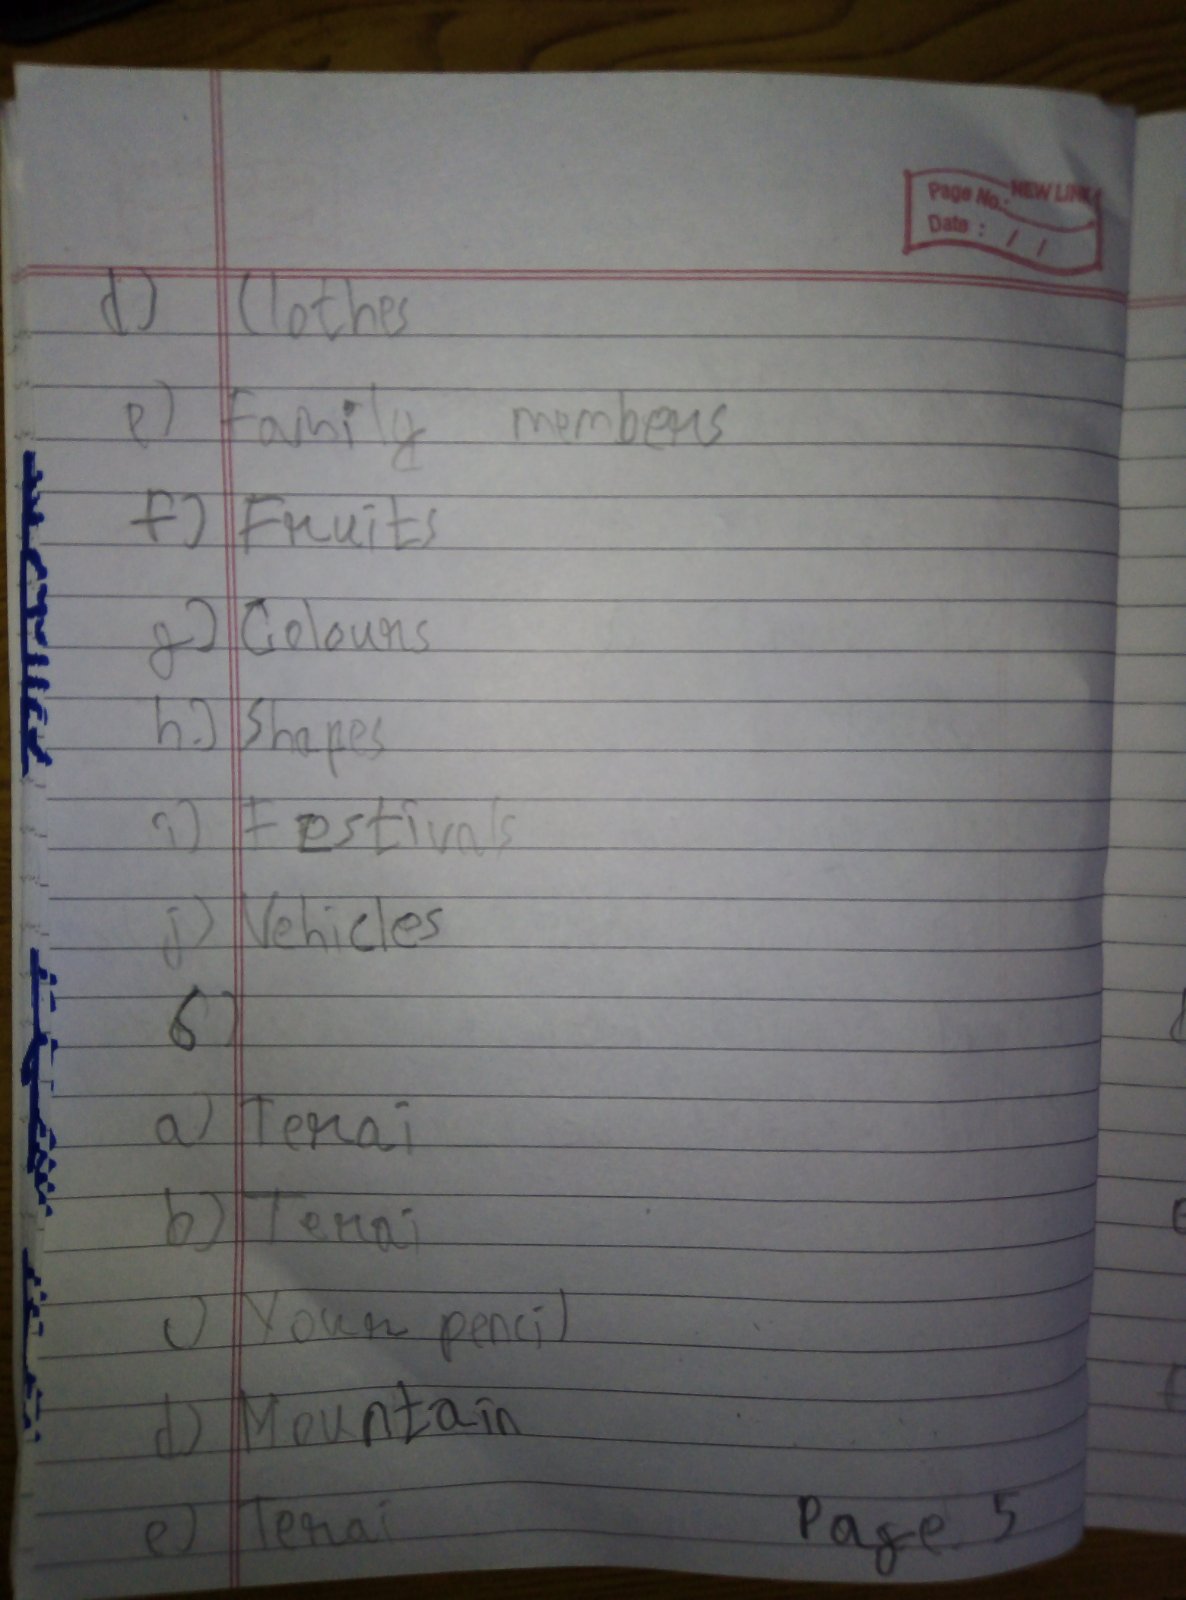 Page No.: NEW LINK
Date : / /
d) Clothes
e) Family members
f) Fruits
g) Colours
h) Shapes
i) Festivals
j) Vehicles
6)
a) Terai
b) Terai
c) Your pencil
d) Mountain
e) Terai
Page 5